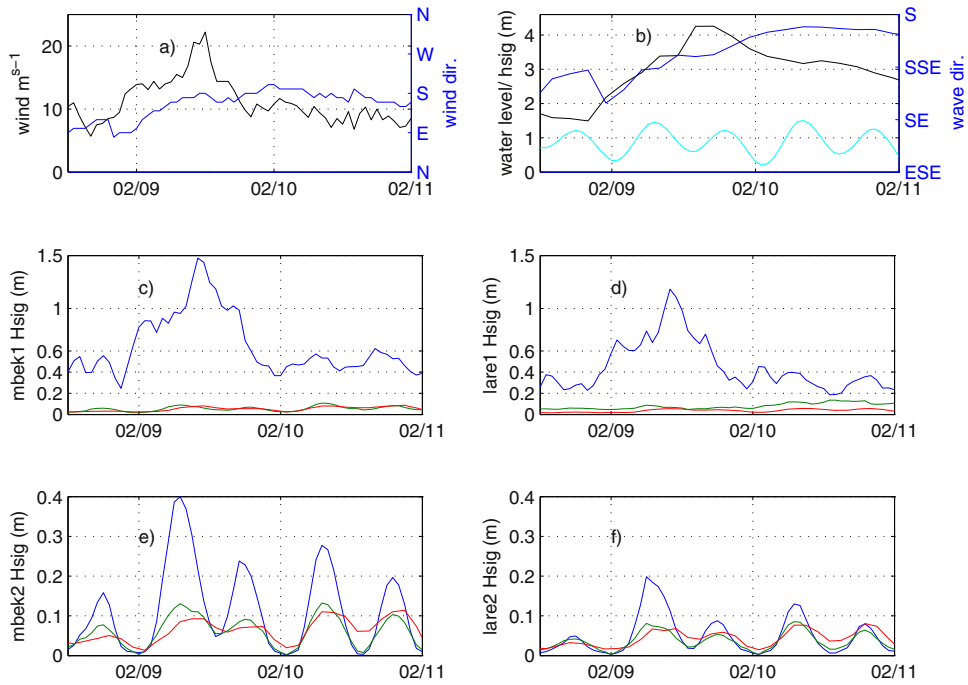 a)
wind m s⁻¹
20
10
0
N
W
S
E
N
wind dir.
02/09
02/10
02/11
b)
water level/ hsig (m)
4
3
2
1
0
S
SSE
SE
ESE
wave dir.
02/09
02/10
02/11
c)
mbek1 Hsig (m)
1.5
1
0.6
0.4
0.2
0
02/09
02/10
02/11
d)
lare1 Hsig (m)
1.5
1
0.6
0.4
0.2
0
02/09
02/10
02/11
e)
mbek2 Hsig (m)
0.4
0.3
0.2
0.1
0
02/09
02/10
02/11
f)
lare2 Hsig (m)
0.4
0.3
0.2
0.1
0
02/09
02/10
02/11